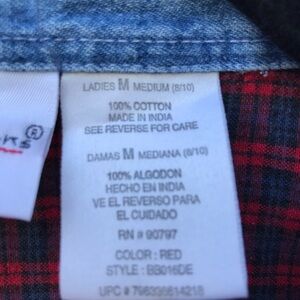 LADIES M MEDIUM (8/10)
100% COTTON
MADE IN INDIA
SEE REVERSE FOR CARE
DAMAS M MEDIANA (8/10)
100% ALGODON
HECHO EN INDIA
VE EL REVERSO PARA
EL CUIDADO
RN # 90797
COLOR : RED
STYLE : BB016DE
UPC #
®